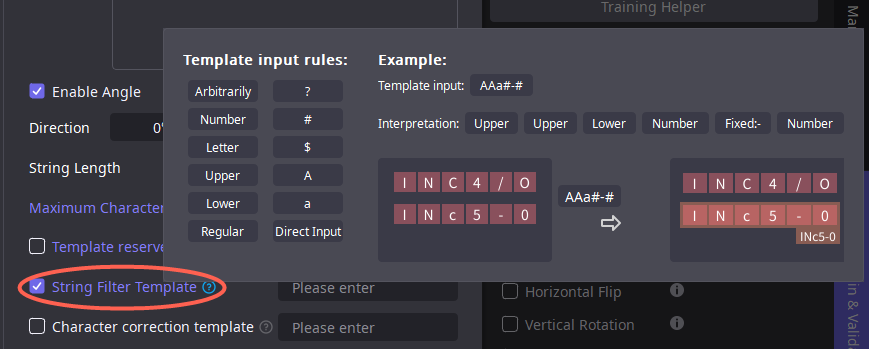 Training Helper
Template input rules:
Arbitrarily ?
Number #
Letter $
Upper A
Lower a
Regular Direct Input
Example:
Template input: AAa#-#
Interpretation: Upper Upper Lower Number Fixed:- Number
I N C 4 / O
I N c 5 - 0
AAa#-#
I N C 4 / O
I N c 5 - 0
INc5-0
Enable Angle
Direction 0°
String Length
Maximum Character
Template reserve
String Filter Template ? Please enter
Character correction template ? Please enter
Horizontal Flip i
Vertical Rotation i
Ma
in & Valida